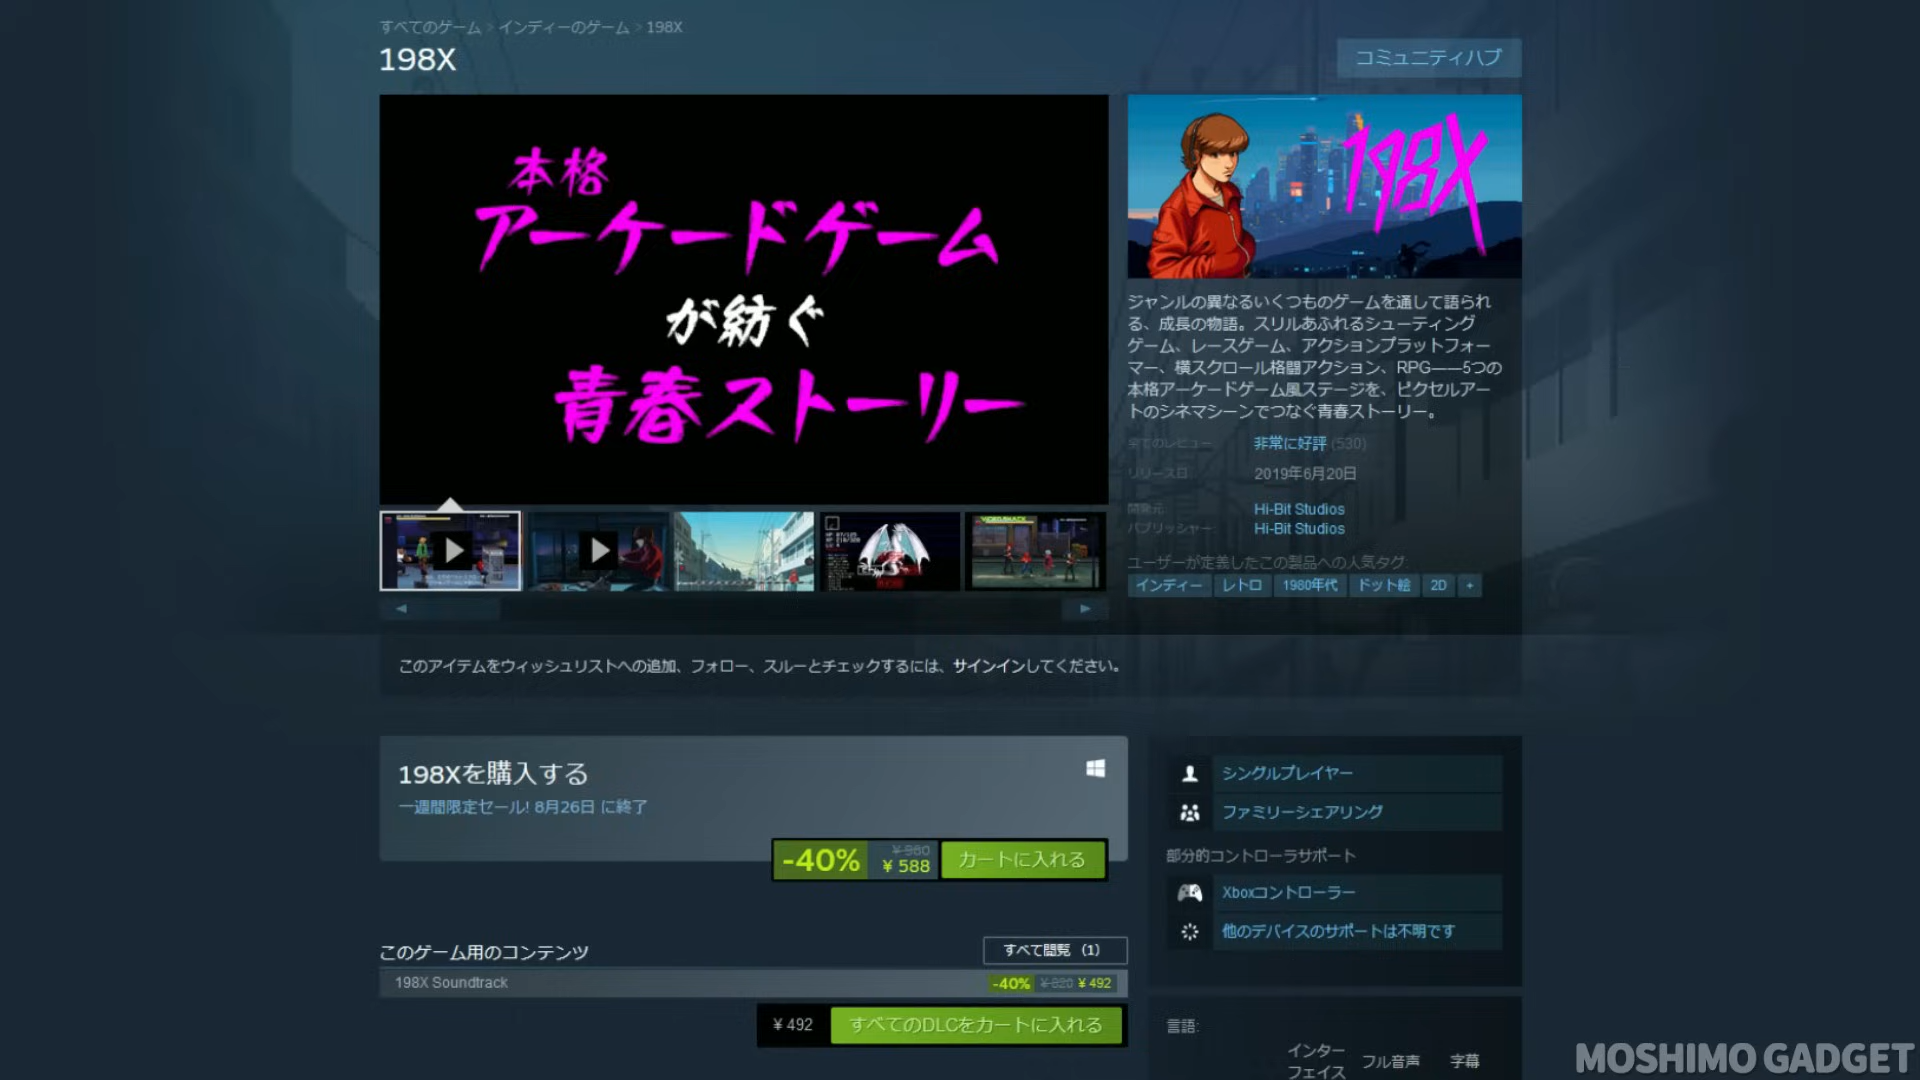 すべてのゲーム > インディーのゲーム > 198X
198X
コミュニティハブ
本格
アーケードゲーム
が紡ぐ
青春ストーリー
198X
ジャンルの異なるいくつものゲームを通して語られ
る、成長の物語。スリルあふれるシューティング
ゲーム、レースゲーム、アクションプラットフォー
マー、横スクロール格闘アクション、RPG——5つの
本格アーケードゲーム風ステージを、ピクセルアー
トのシネマシーンでつなぐ青春ストーリー。
全てのレビュー: 非常に好評 (530)
リリース日: 2019年6月20日
開発元: Hi-Bit Studios
パブリッシャー: Hi-Bit Studios
ユーザーが定義したこの製品への人気タグ:
インディー レトロ 1980年代 ドット絵 2D +
このアイテムをウィッシュリストへの追加、フォロー、スルーとチェックするには、サインインしてください。
198Xを購入する
一週間限定セール! 8月26日 に終了
-40% ¥ 980 ¥ 588 カートに入れる
シングルプレイヤー
ファミリーシェアリング
部分的コントローラサポート
Xboxコントローラー
他のデバイスのサポートは不明です
このゲーム用のコンテンツ
すべて閲覧 (1)
198X Soundtrack -40% ¥ 820 ¥ 492
¥ 492 すべてのDLCをカートに入れる
言語:
インター
フェイス フル音声 字幕
MOSHIMO GADGET